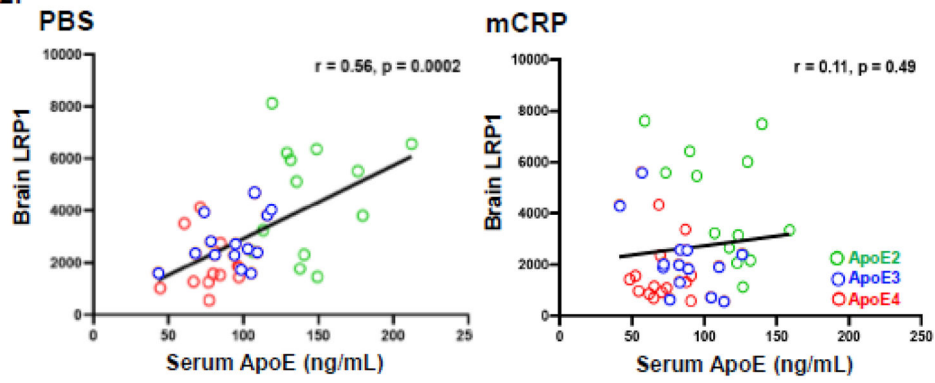 PBS
r = 0.56, p = 0.0002
Brain LRP1
10000
8000
6000
4000
2000
0
0
50
100
150
200
25
Serum ApoE (ng/mL)
mCRP
r = 0.11, p = 0.49
Brain LRP1
10000
8000
6000
4000
2000
0
0
50
100
150
200
250
Serum ApoE (ng/mL)
ApoE2
ApoE3
ApoE4